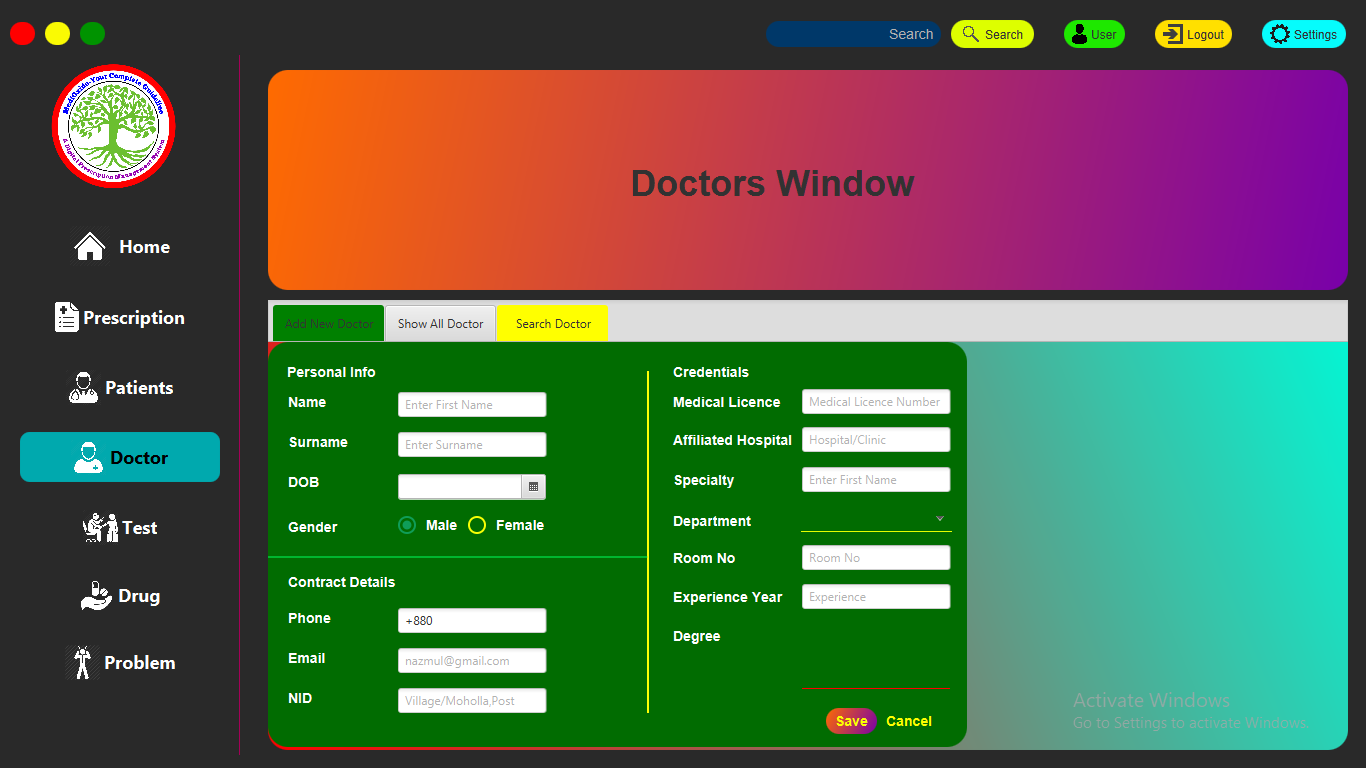 Search
Search
User
Logout
Settings
MediGuide-Your Complete Guideline
A Digital Prescription Management System
Home
Prescription
Patients
Doctor
Test
Drug
Problem
Doctors Window
Add New Doctor
Show All Doctor
Search Doctor
Personal Info
Name
Enter First Name
Surname
Enter Surname
DOB
Gender
Male
Female
Contract Details
Phone
+880
Email
nazmul@gmail.com
NID
Village/Moholla,Post
Credentials
Medical Licence
Medical Licence Number
Affiliated Hospital
Hospital/Clinic
Specialty
Enter First Name
Department
Room No
Room No
Experience Year
Experience
Degree
Save
Cancel
Activate Windows
Go to Settings to activate Windows.